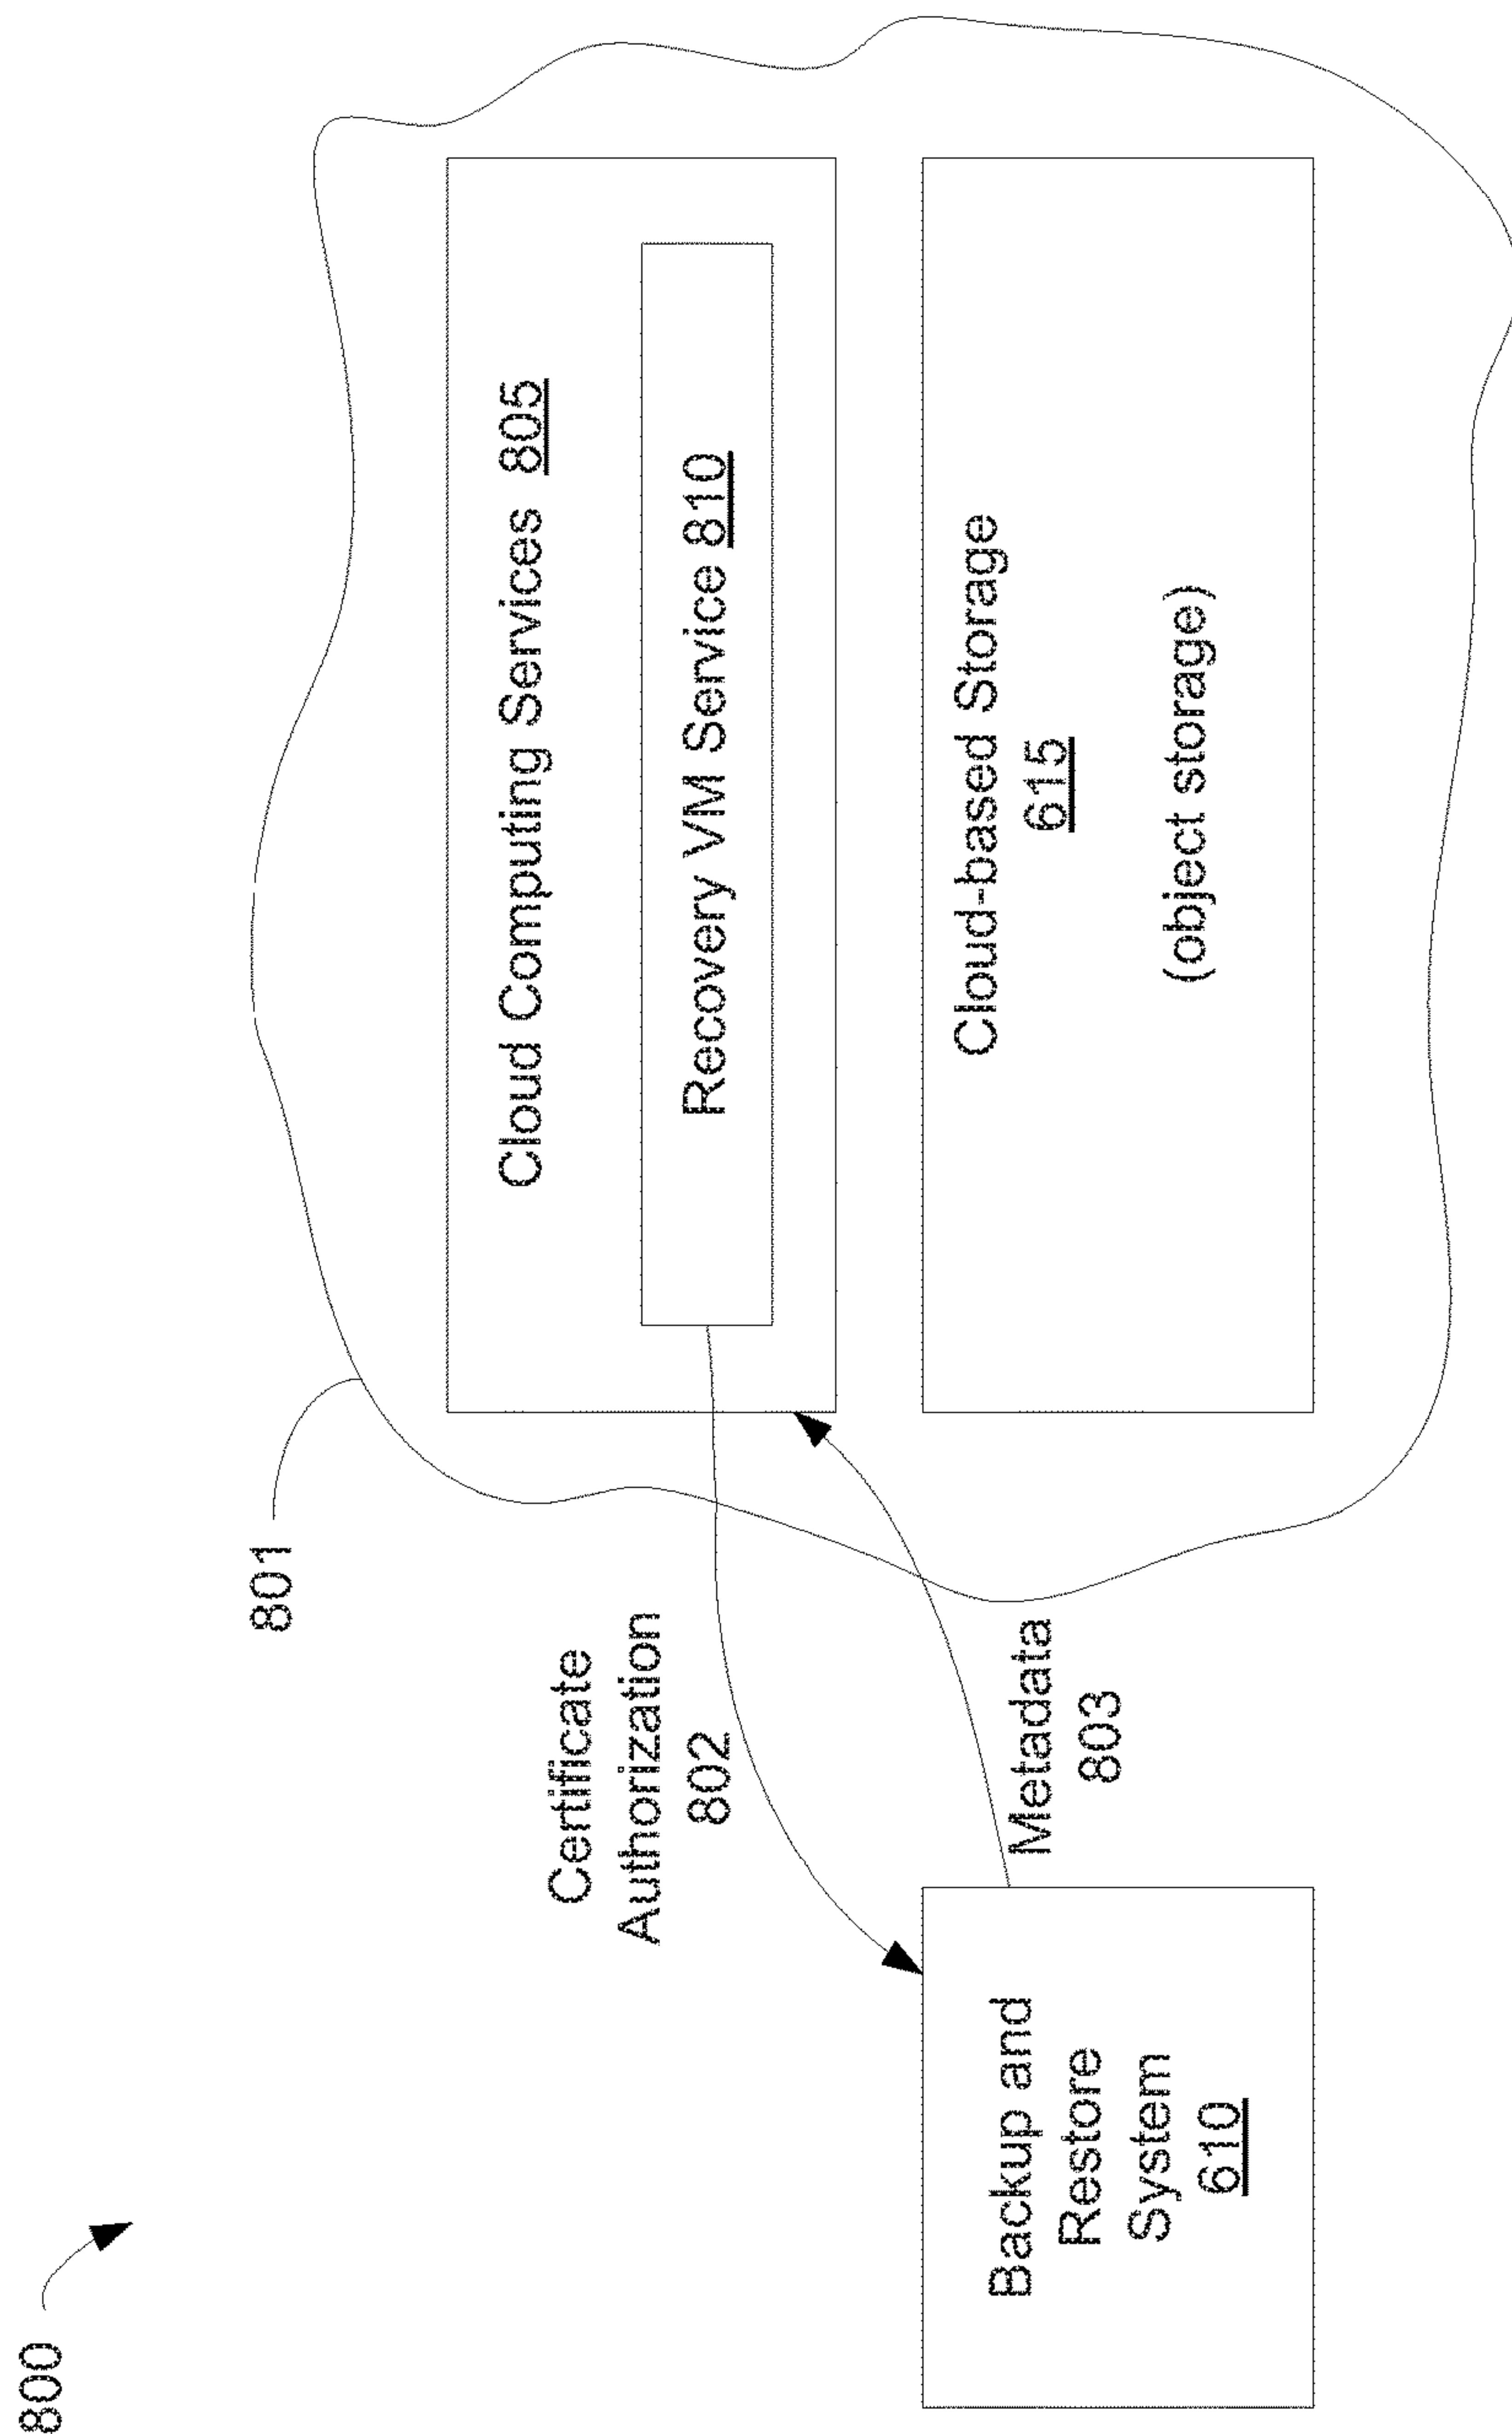 800
801
Cloud Computing Services 805
Recovery VM Service 810
Certificate
Authorization
802
Metadata
803
Cloud-based Storage
615
(object storage)
Backup and
Restore
System
610